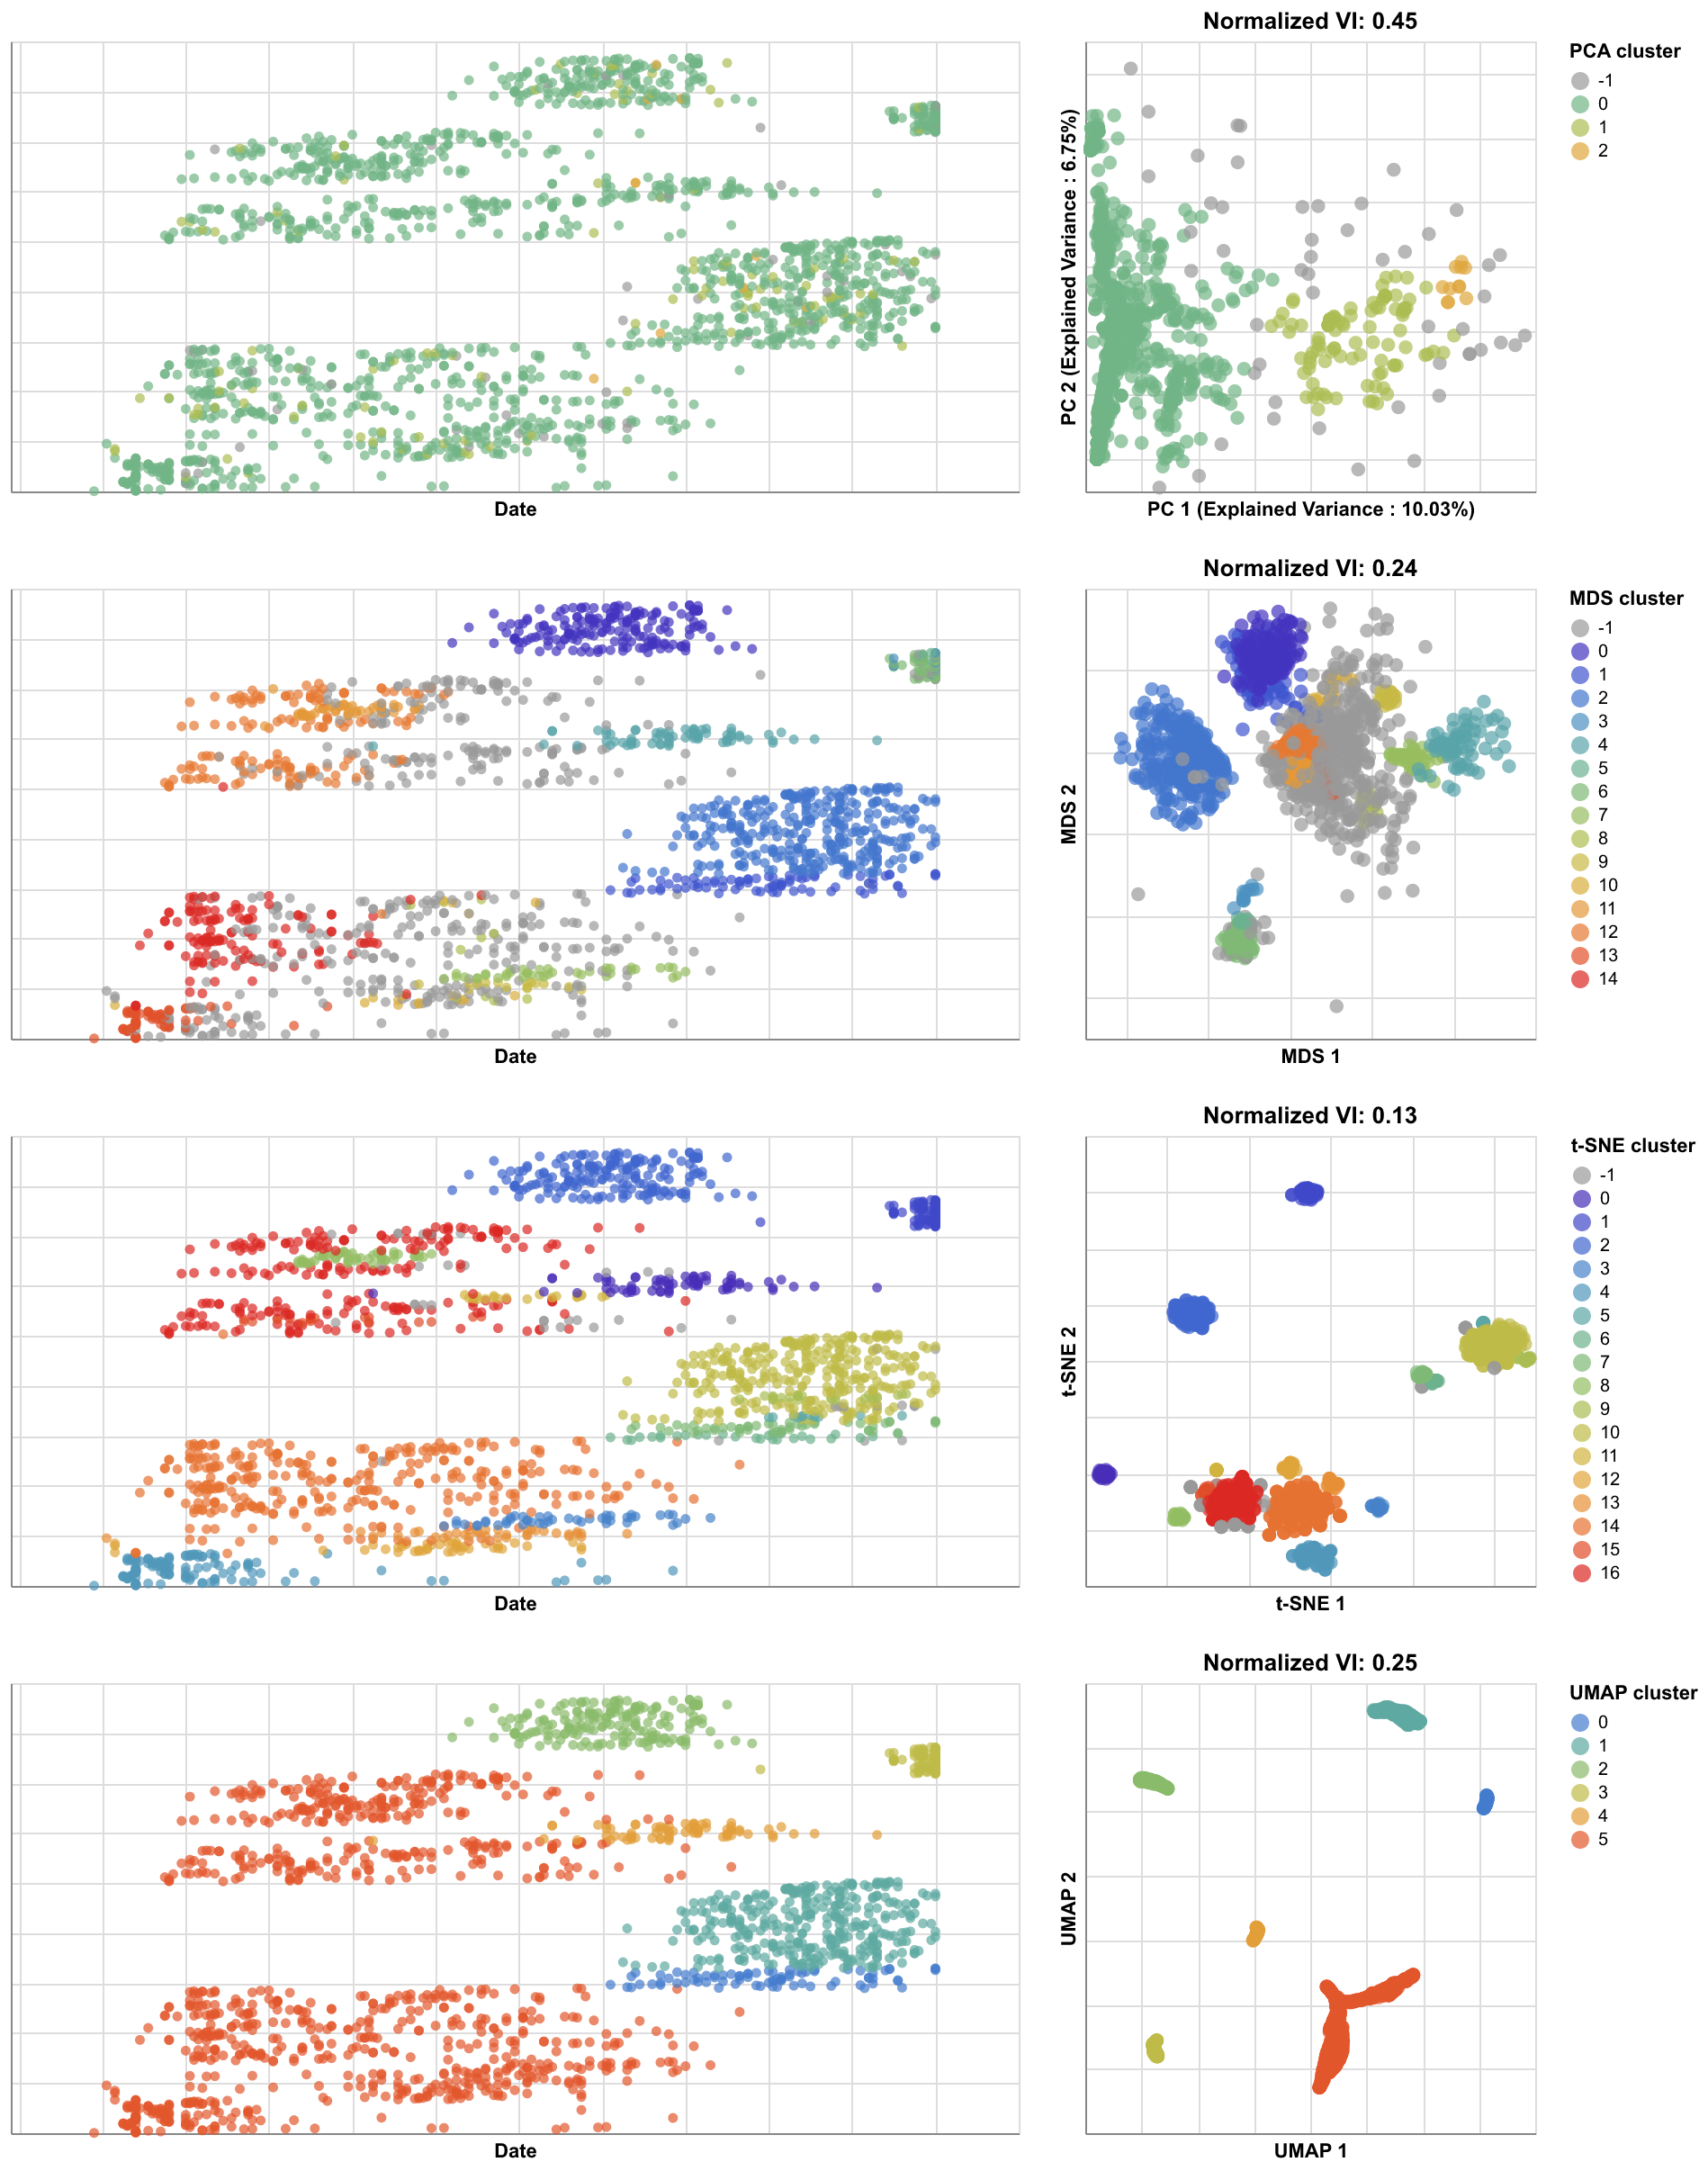 Normalized VI: 0.45
PCA cluster
-1
0
1
2
PC 2 (Explained Variance : 6.75%)
Date
PC 1 (Explained Variance : 10.03%)
Normalized VI: 0.24
MDS cluster
-1
0
1
2
3
4
5
6
7
8
9
10
11
12
13
14
MDS 2
Date
MDS 1
Normalized VI: 0.13
t-SNE cluster
-1
0
1
2
3
4
5
6
7
8
9
10
11
12
13
14
15
16
t-SNE 2
Date
t-SNE 1
Normalized VI: 0.25
UMAP cluster
0
1
2
3
4
5
UMAP 2
Date
UMAP 1